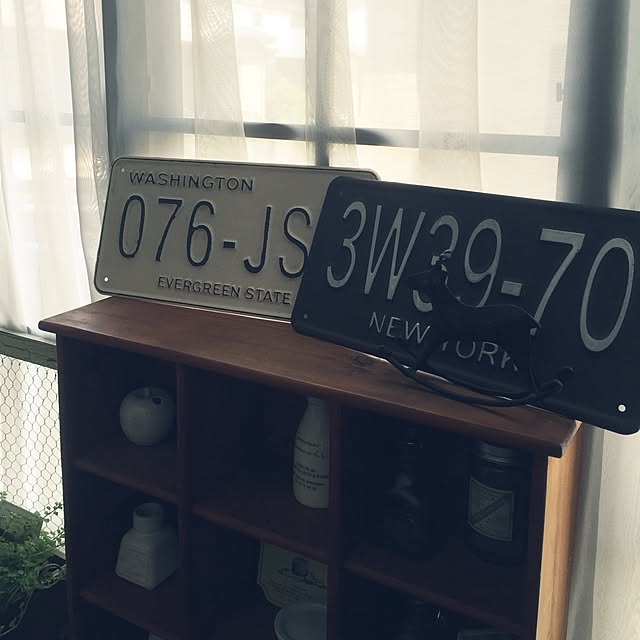 WASHINGTON
076-JS
EVERGREEN STATE
3W39-70
NEW YORK